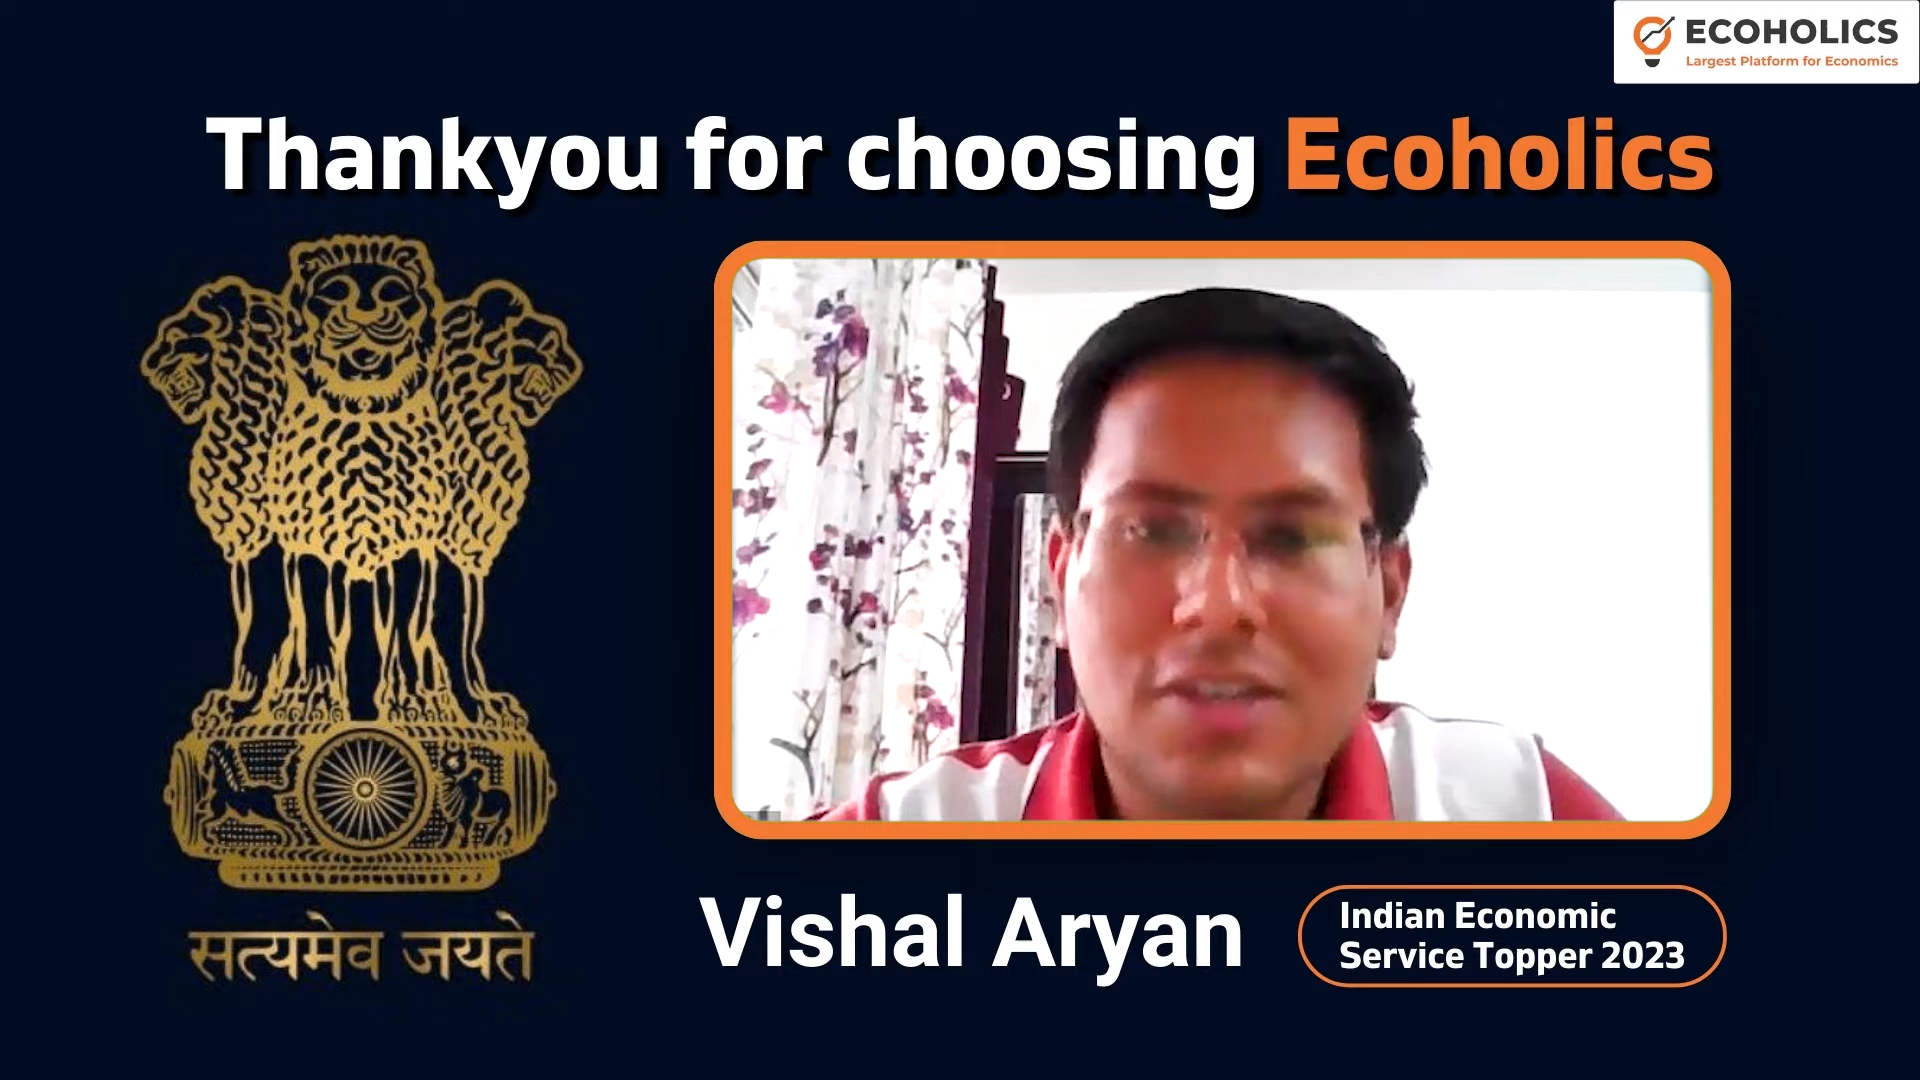 ECOHOLICS
Largest Platform for Economics
Thankyou for choosing Ecoholics
सत्यमेव जयते
Vishal Aryan
Indian Economic
Service Topper 2023